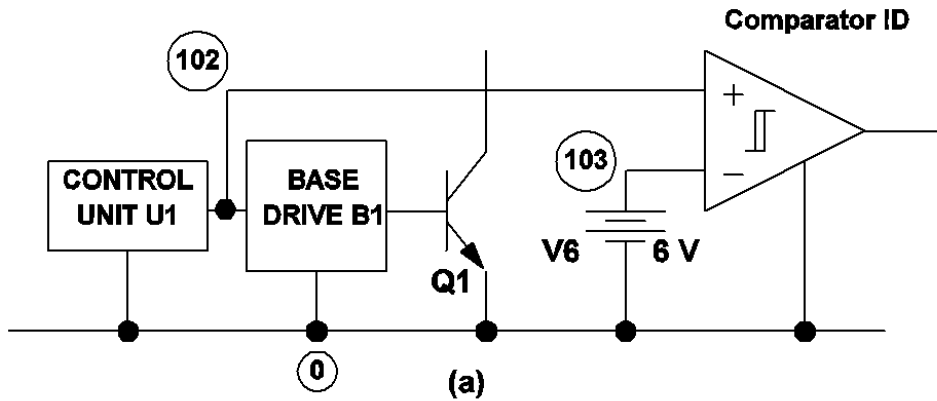 Comparator ID
102
+
103
CONTROL
UNIT U1
BASE
DRIVE B1
−
V6
6 V
Q1
0
(a)